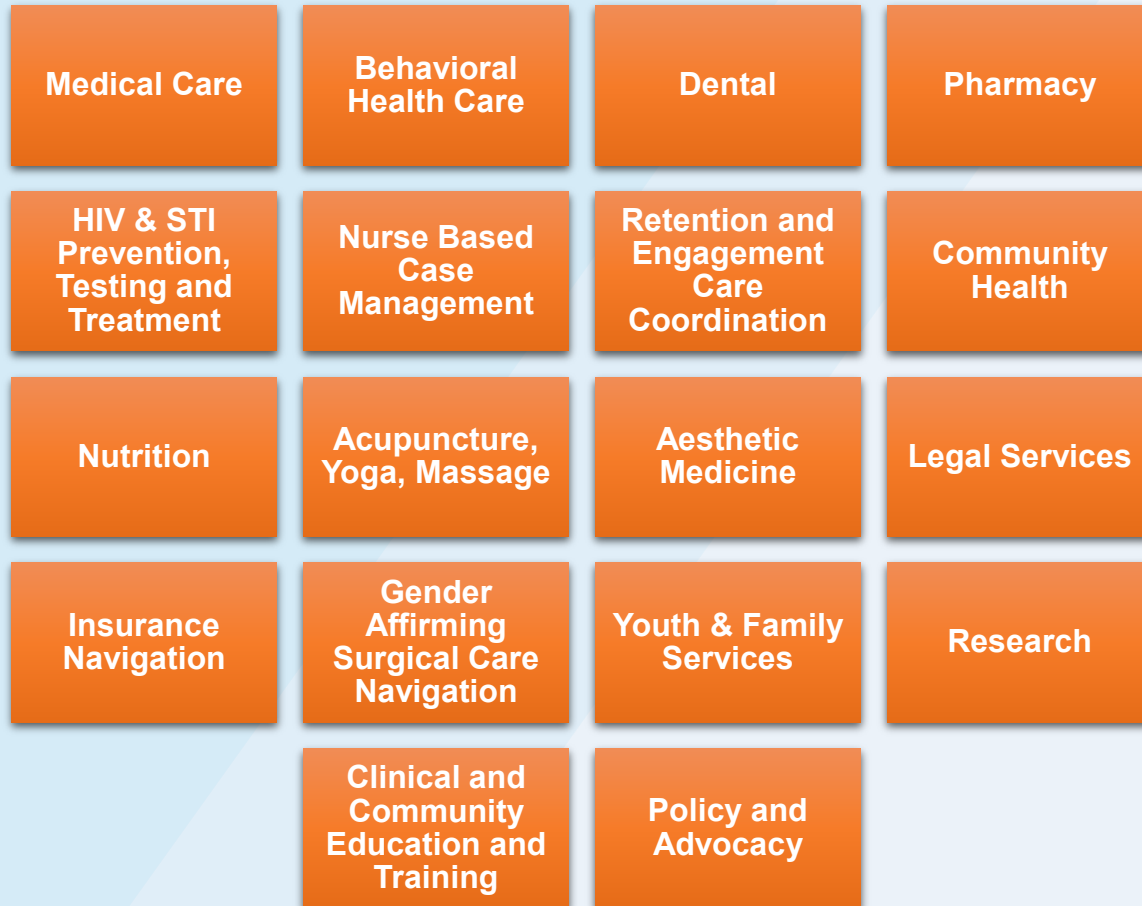 Medical Care
Behavioral
Health Care
Dental
Pharmacy
HIV & STI
Prevention,
Testing and
Treatment
Nurse Based
Case
Management
Retention and
Engagement
Care
Coordination
Community
Health
Nutrition
Acupuncture,
Yoga, Massage
Aesthetic
Medicine
Legal Services
Insurance
Navigation
Gender
Affirming
Surgical Care
Navigation
Youth & Family
Services
Research
Clinical and
Community
Education and
Training
Policy and
Advocacy